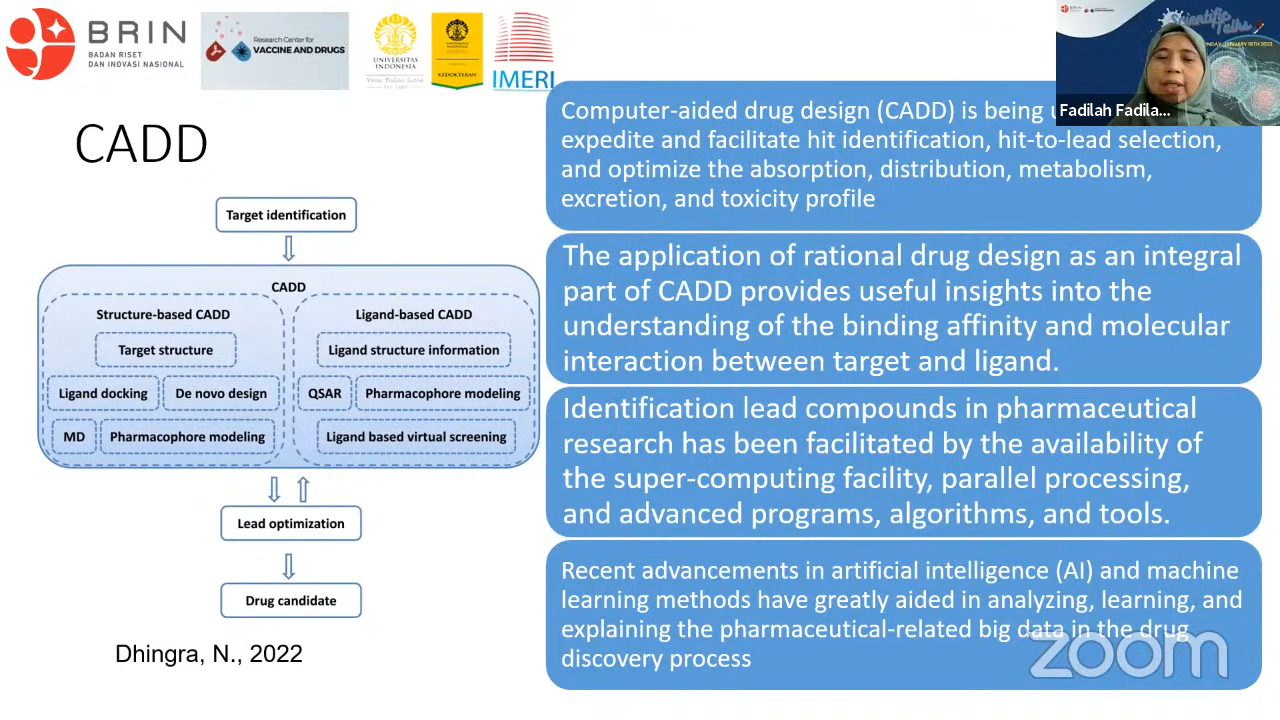 BRIN
BADAN RISET
DAN INOVASI NASIONAL
Research Center for
VACCINE AND DRUGS
UNIVERSITAS
INDONESIA
KEDOKTERAN
IMERI
Scientific
Talks
Fadilah Fadila...
CADD
Target identification
CADD
Structure-based CADD
Target structure
Ligand docking
De novo design
MD
Pharmacophore modeling
Ligand-based CADD
Ligand structure information
QSAR
Pharmacophore modeling
Ligand based virtual screening
Lead optimization
Drug candidate
Dhingra, N., 2022
Computer-aided drug design (CADD) is being
expedite and facilitate hit identification, hit-to-lead selection,
and optimize the absorption, distribution, metabolism,
excretion, and toxicity profile
The application of rational drug design as an integral
part of CADD provides useful insights into the
understanding of the binding affinity and molecular
interaction between target and ligand.
Identification lead compounds in pharmaceutical
research has been facilitated by the availability of
the super-computing facility, parallel processing,
and advanced programs, algorithms, and tools.
Recent advancements in artificial intelligence (AI) and machine
learning methods have greatly aided in analyzing, learning, and
explaining the pharmaceutical-related big data in the drug
discovery process
zoom